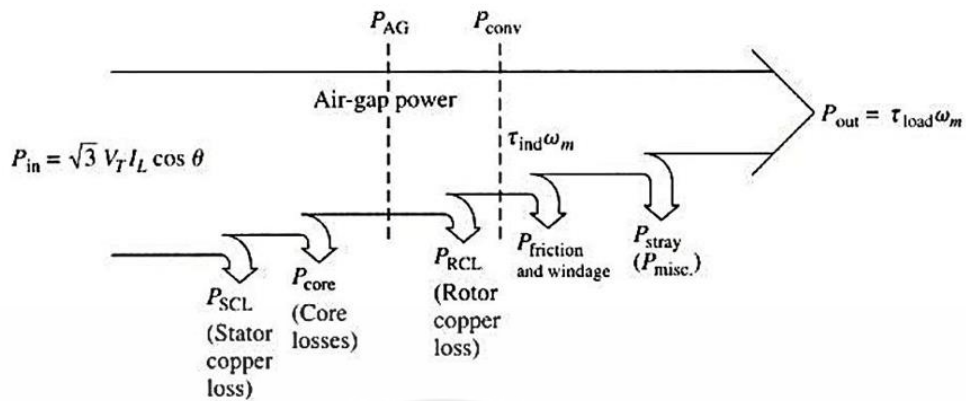 P_AG
P_conv
Air-gap power
P_in = √3 V_T I_L cos θ
τ_ind ω_m
P_out = τ_load ω_m
P_SCL
(Stator
copper
loss)
P_core
(Core
losses)
P_RCL
(Rotor
copper
loss)
P_friction
and windage
P_stray
(P_misc.)